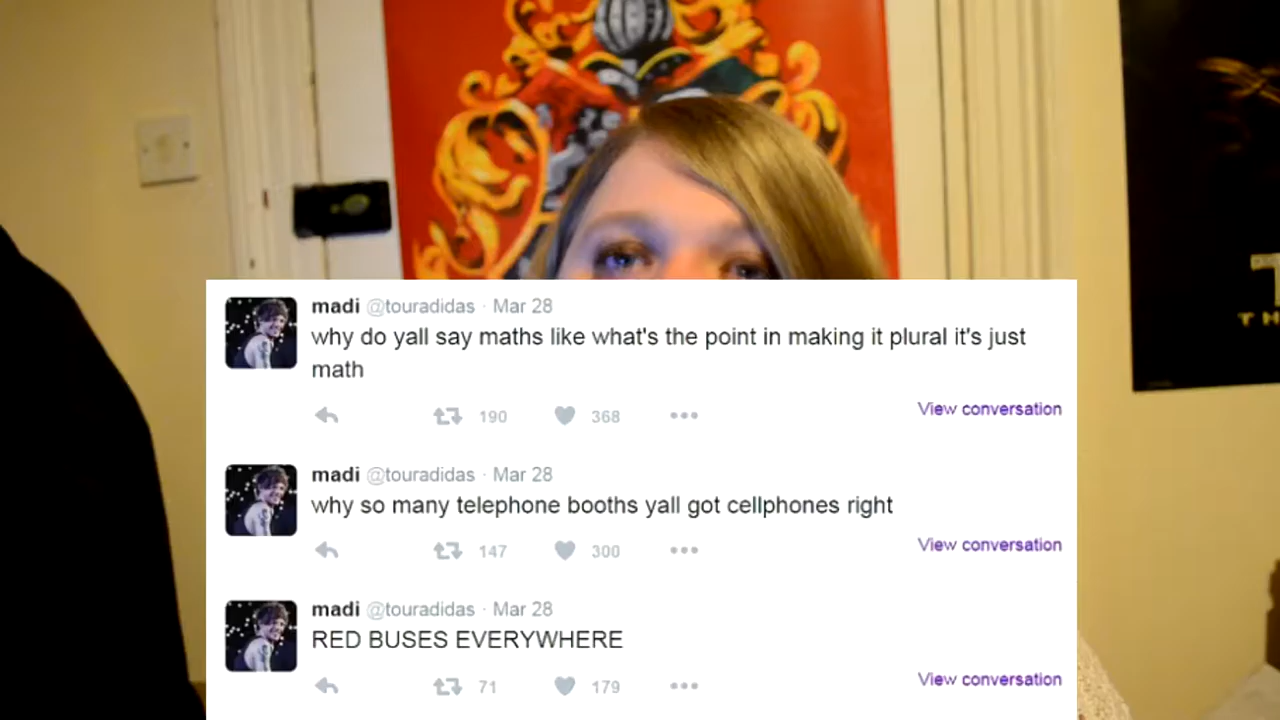 madi @touradidas · Mar 28
why do yall say maths like what's the point in making it plural it's just
math
190 368
View conversation
madi @touradidas · Mar 28
why so many telephone booths yall got cellphones right
147 300
View conversation
madi @touradidas · Mar 28
RED BUSES EVERYWHERE
71 179
View conversation